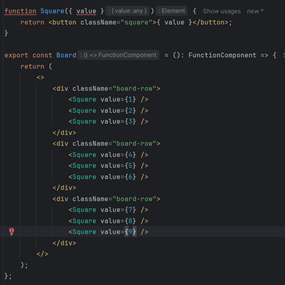 function Square({ value } : {value: any} ) : Element { Show usages new *
    return <button className="square">{ value }</button>;
}
export const Board : () => FunctionComponent = (): FunctionComponent => {
    return (
        <>
            <div className="board-row">
                <Square value={1} />
                <Square value={2} />
                <Square value={3} />
            </div>
            <div className="board-row">
                <Square value={4} />
                <Square value={5} />
                <Square value={6} />
            </div>
            <div className="board-row">
                <Square value={7} />
                <Square value={8} />
                <Square value={9} />
            </div>
        </>
    );
};